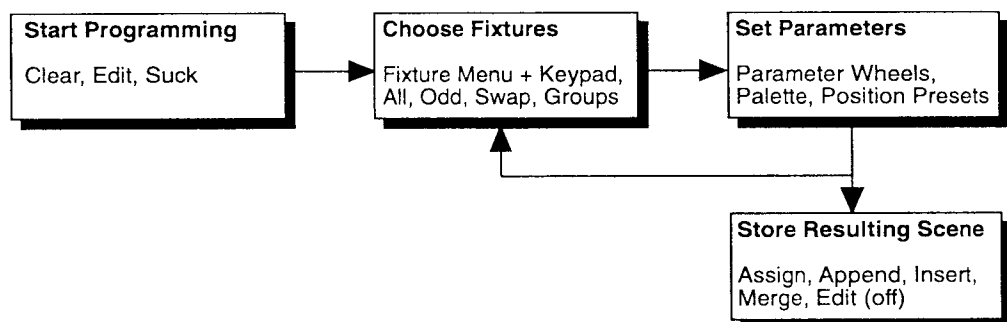 Start Programming
Clear, Edit, Suck
Choose Fixtures
Fixture Menu + Keypad,
All, Odd, Swap, Groups
Set Parameters
Parameter Wheels,
Palette, Position Presets
Store Resulting Scene
Assign, Append, Insert,
Merge, Edit (off)